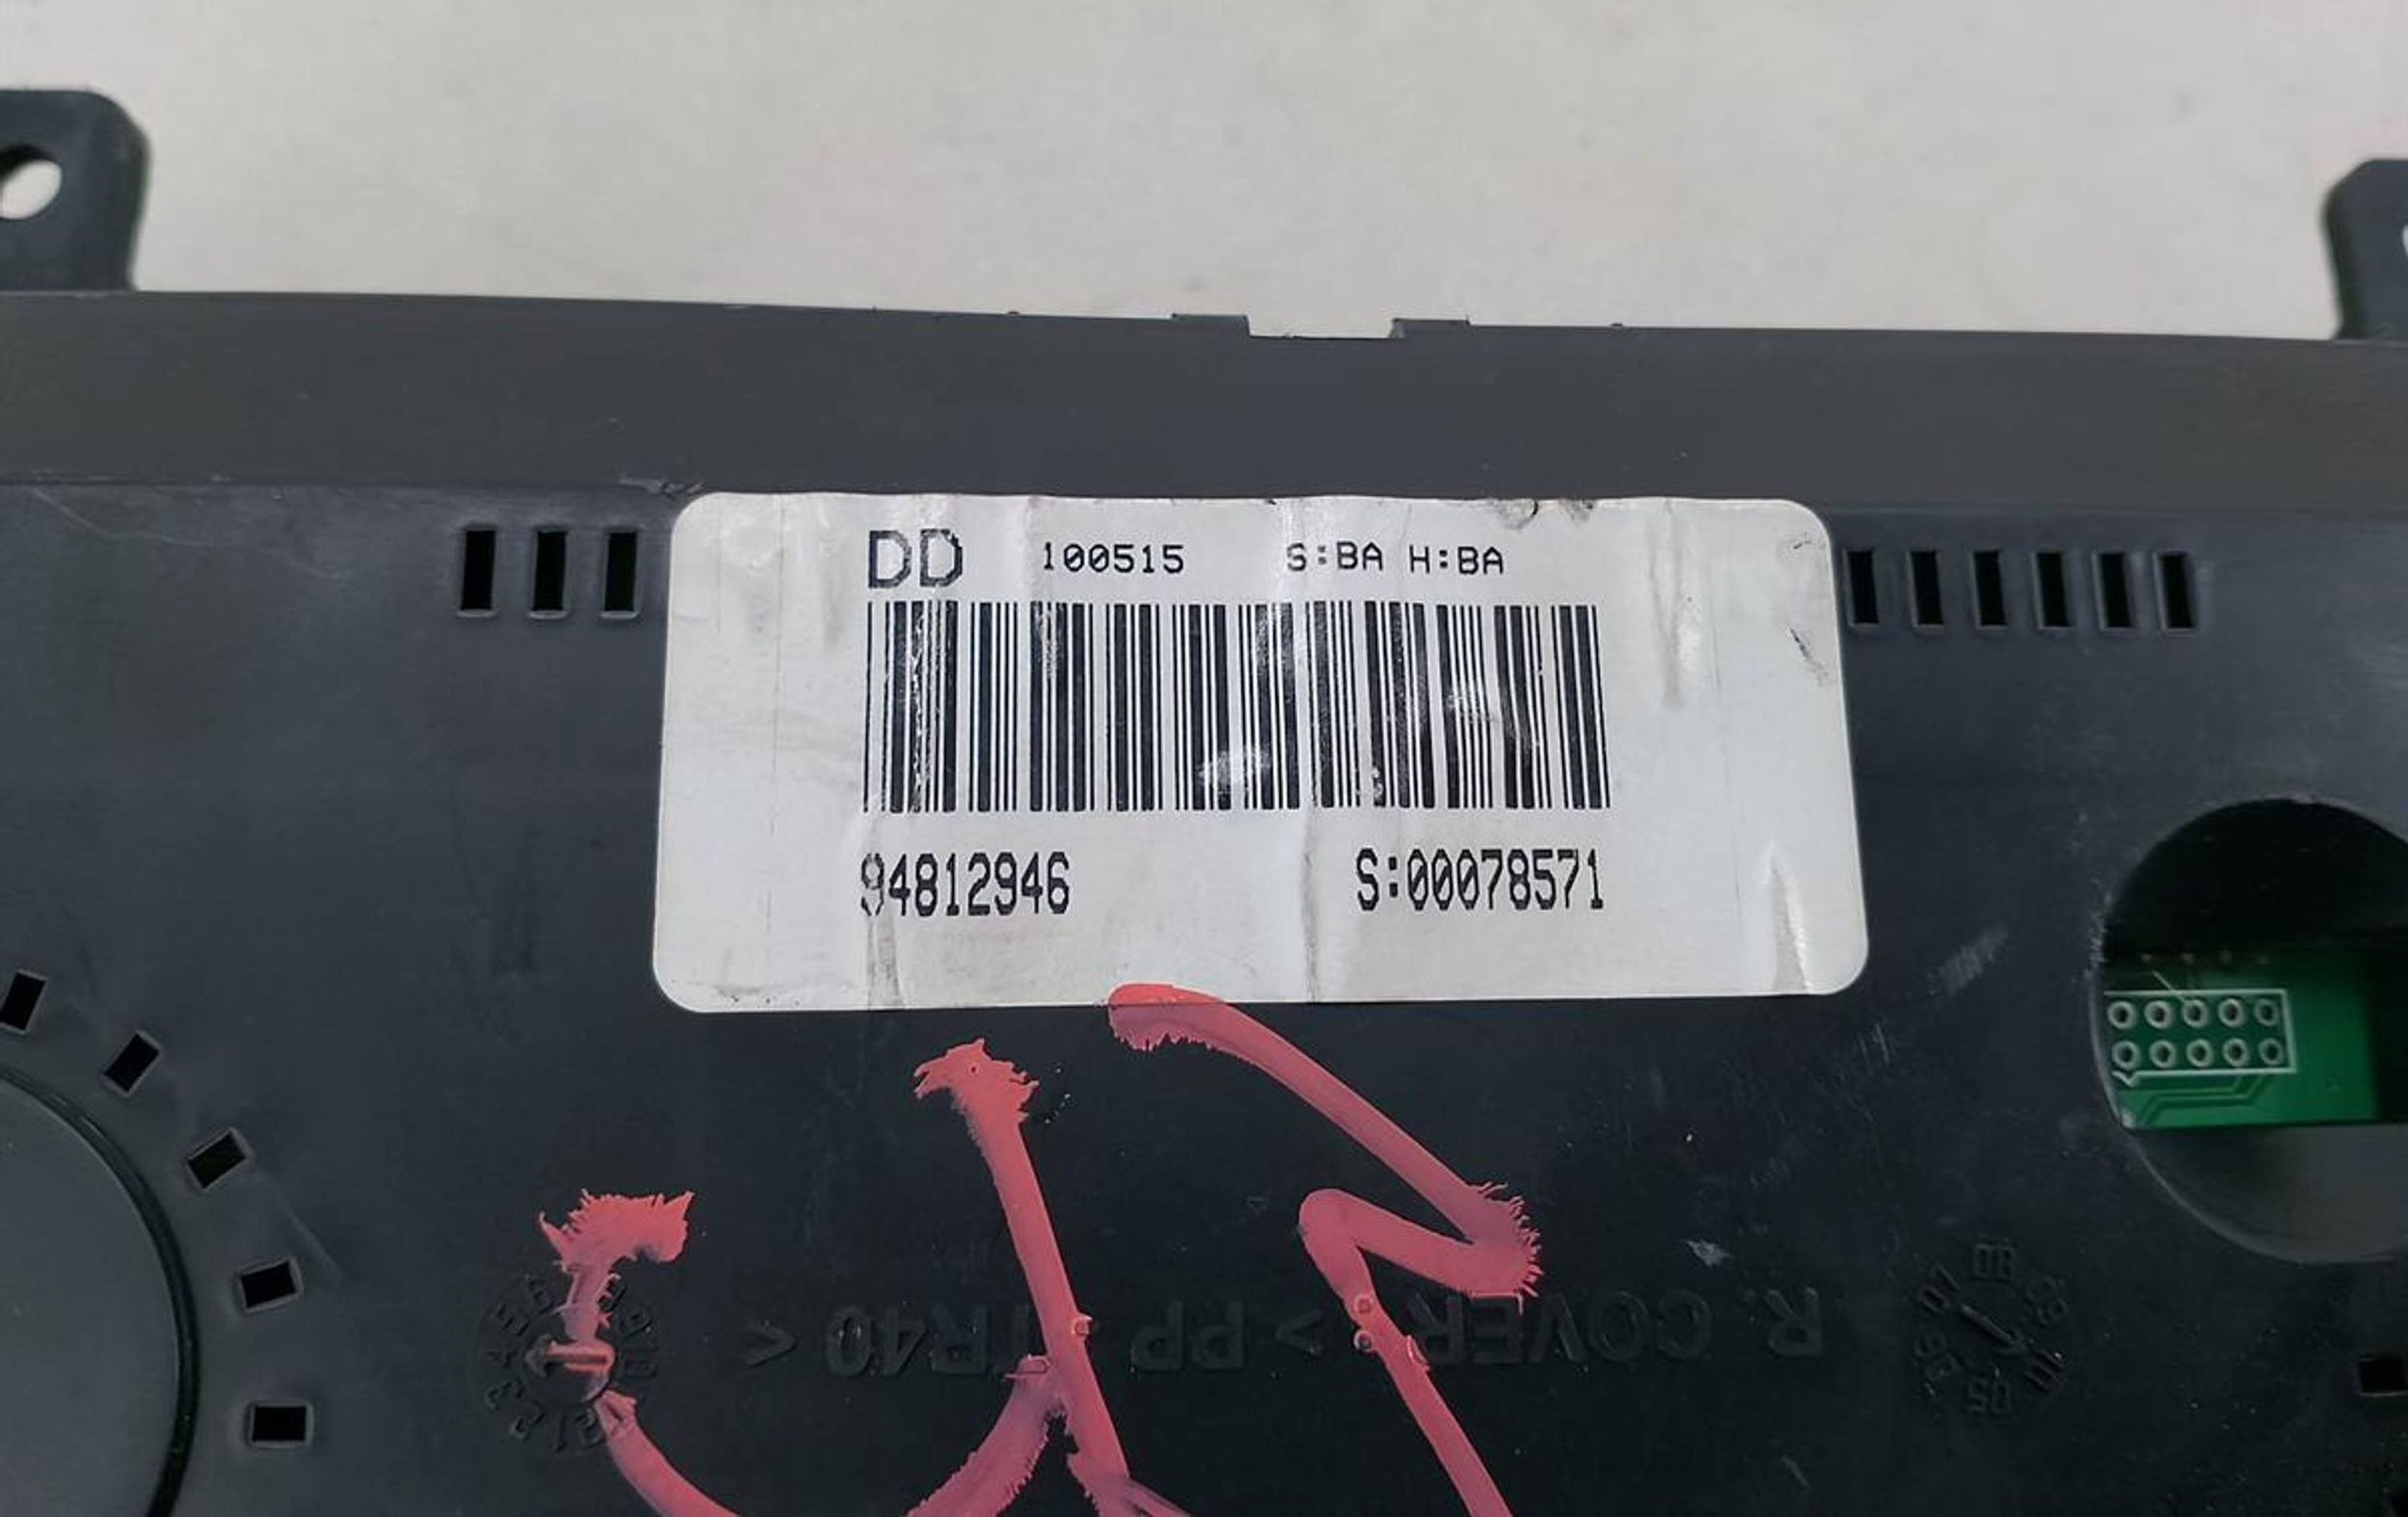 DD 100515 S:BA H:BA
94812946 S:00078571
R. COVER >PP TR40 <